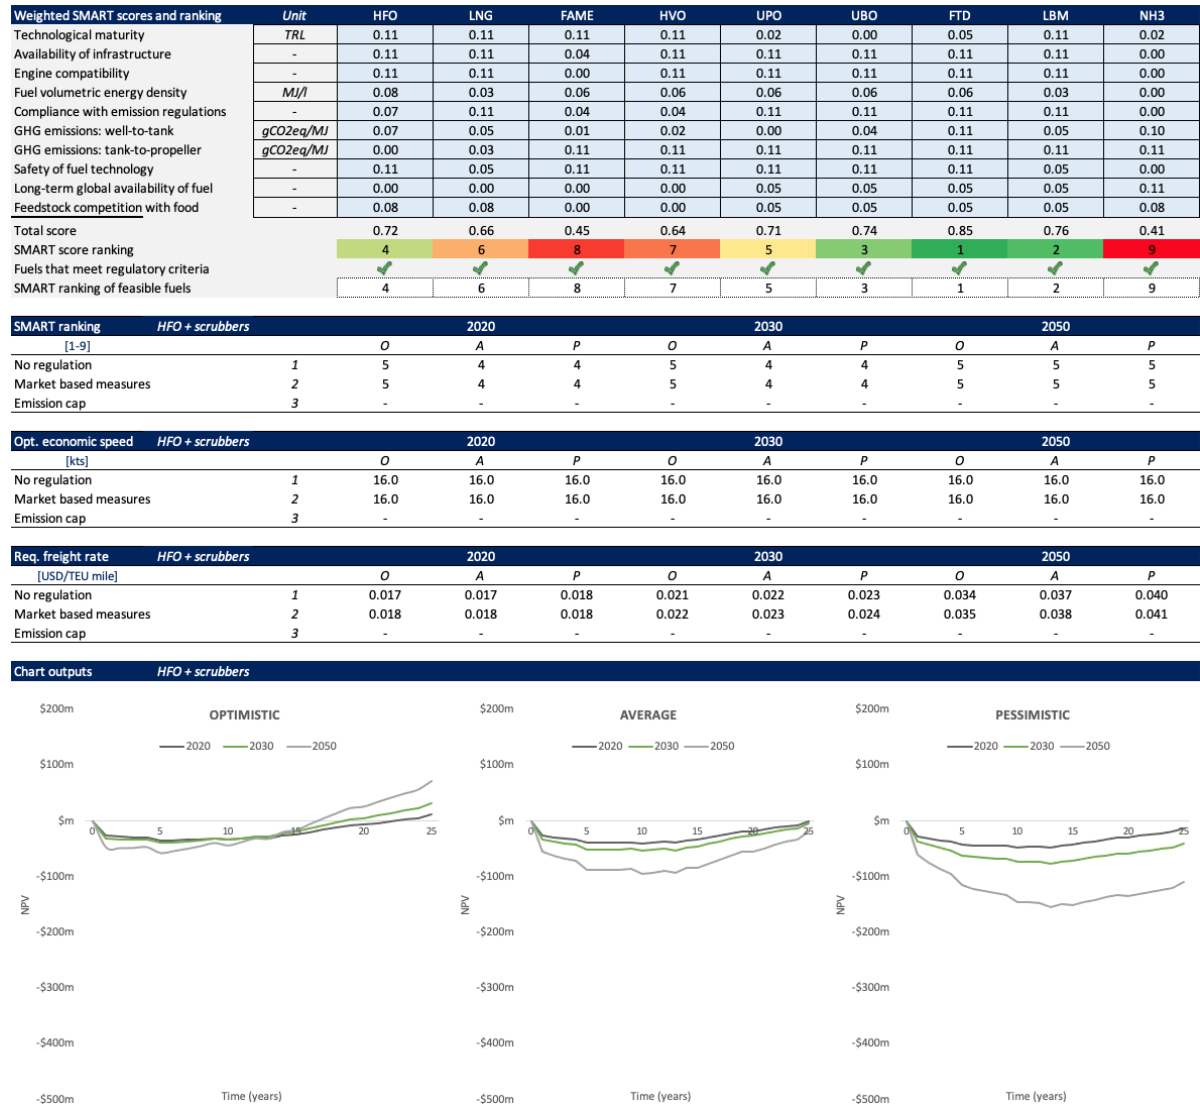 Weighted SMART scores and ranking Unit HFO LNG FAME HVO UPO UBO FTD LBM NH3
Technological maturity TRL 0.11 0.11 0.11 0.11 0.02 0.00 0.05 0.11 0.02
Availability of infrastructure - 0.11 0.11 0.04 0.11 0.11 0.11 0.11 0.11 0.00
Engine compatibility - 0.11 0.11 0.00 0.11 0.11 0.11 0.11 0.11 0.00
Fuel volumetric energy density MJ/l 0.08 0.03 0.06 0.06 0.06 0.06 0.06 0.03 0.00
Compliance with emission regulations - 0.07 0.11 0.04 0.04 0.11 0.11 0.11 0.11 0.00
GHG emissions: well-to-tank gCO2eq/MJ 0.07 0.05 0.01 0.02 0.00 0.04 0.11 0.05 0.10
GHG emissions: tank-to-propeller gCO2eq/MJ 0.00 0.03 0.11 0.11 0.11 0.11 0.11 0.11 0.11
Safety of fuel technology - 0.11 0.05 0.11 0.11 0.11 0.11 0.11 0.05 0.00
Long-term global availability of fuel - 0.00 0.00 0.00 0.00 0.05 0.05 0.05 0.05 0.11
Feedstock competition with food - 0.08 0.08 0.00 0.00 0.05 0.05 0.05 0.05 0.08
Total score 0.72 0.66 0.45 0.64 0.71 0.74 0.85 0.76 0.41
SMART score ranking 4 6 8 7 5 3 1 2 9
Fuels that meet regulatory criteria
SMART ranking of feasible fuels 4 6 8 7 5 3 1 2 9
SMART ranking HFO + scrubbers 2020 2030 2050
[1-9] O A P O A P O A P
No regulation 1 5 4 4 5 4 4 5 5 5
Market based measures 2 5 4 4 5 4 4 5 5 5
Emission cap 3 - - - - - - - - -
Opt. economic speed HFO + scrubbers 2020 2030 2050
[kts] O A P O A P O A P
No regulation 1 16.0 16.0 16.0 16.0 16.0 16.0 16.0 16.0 16.0
Market based measures 2 16.0 16.0 16.0 16.0 16.0 16.0 16.0 16.0 16.0
Emission cap 3 - - - - - - - - -
Req. freight rate HFO + scrubbers 2020 2030 2050
[USD/TEU mile] O A P O A P O A P
No regulation 1 0.017 0.017 0.018 0.021 0.022 0.023 0.034 0.037 0.040
Market based measures 2 0.018 0.018 0.018 0.022 0.023 0.024 0.035 0.038 0.041
Emission cap 3 - - - - - - - - -
Chart outputs HFO + scrubbers
OPTIMISTIC
2020 2030 2050
$200m
$100m
$m
-$100m
-$200m
-$300m
-$400m
-$500m
NPV
0 5 10 15 20 25
Time (years)
AVERAGE
2020 2030 2050
$200m
$100m
$m
-$100m
-$200m
-$300m
-$400m
-$500m
NPV
0 5 10 15 20 25
Time (years)
PESSIMISTIC
2020 2030 2050
$200m
$100m
$m
-$100m
-$200m
-$300m
-$400m
-$500m
NPV
0 5 10 15 20 25
Time (years)